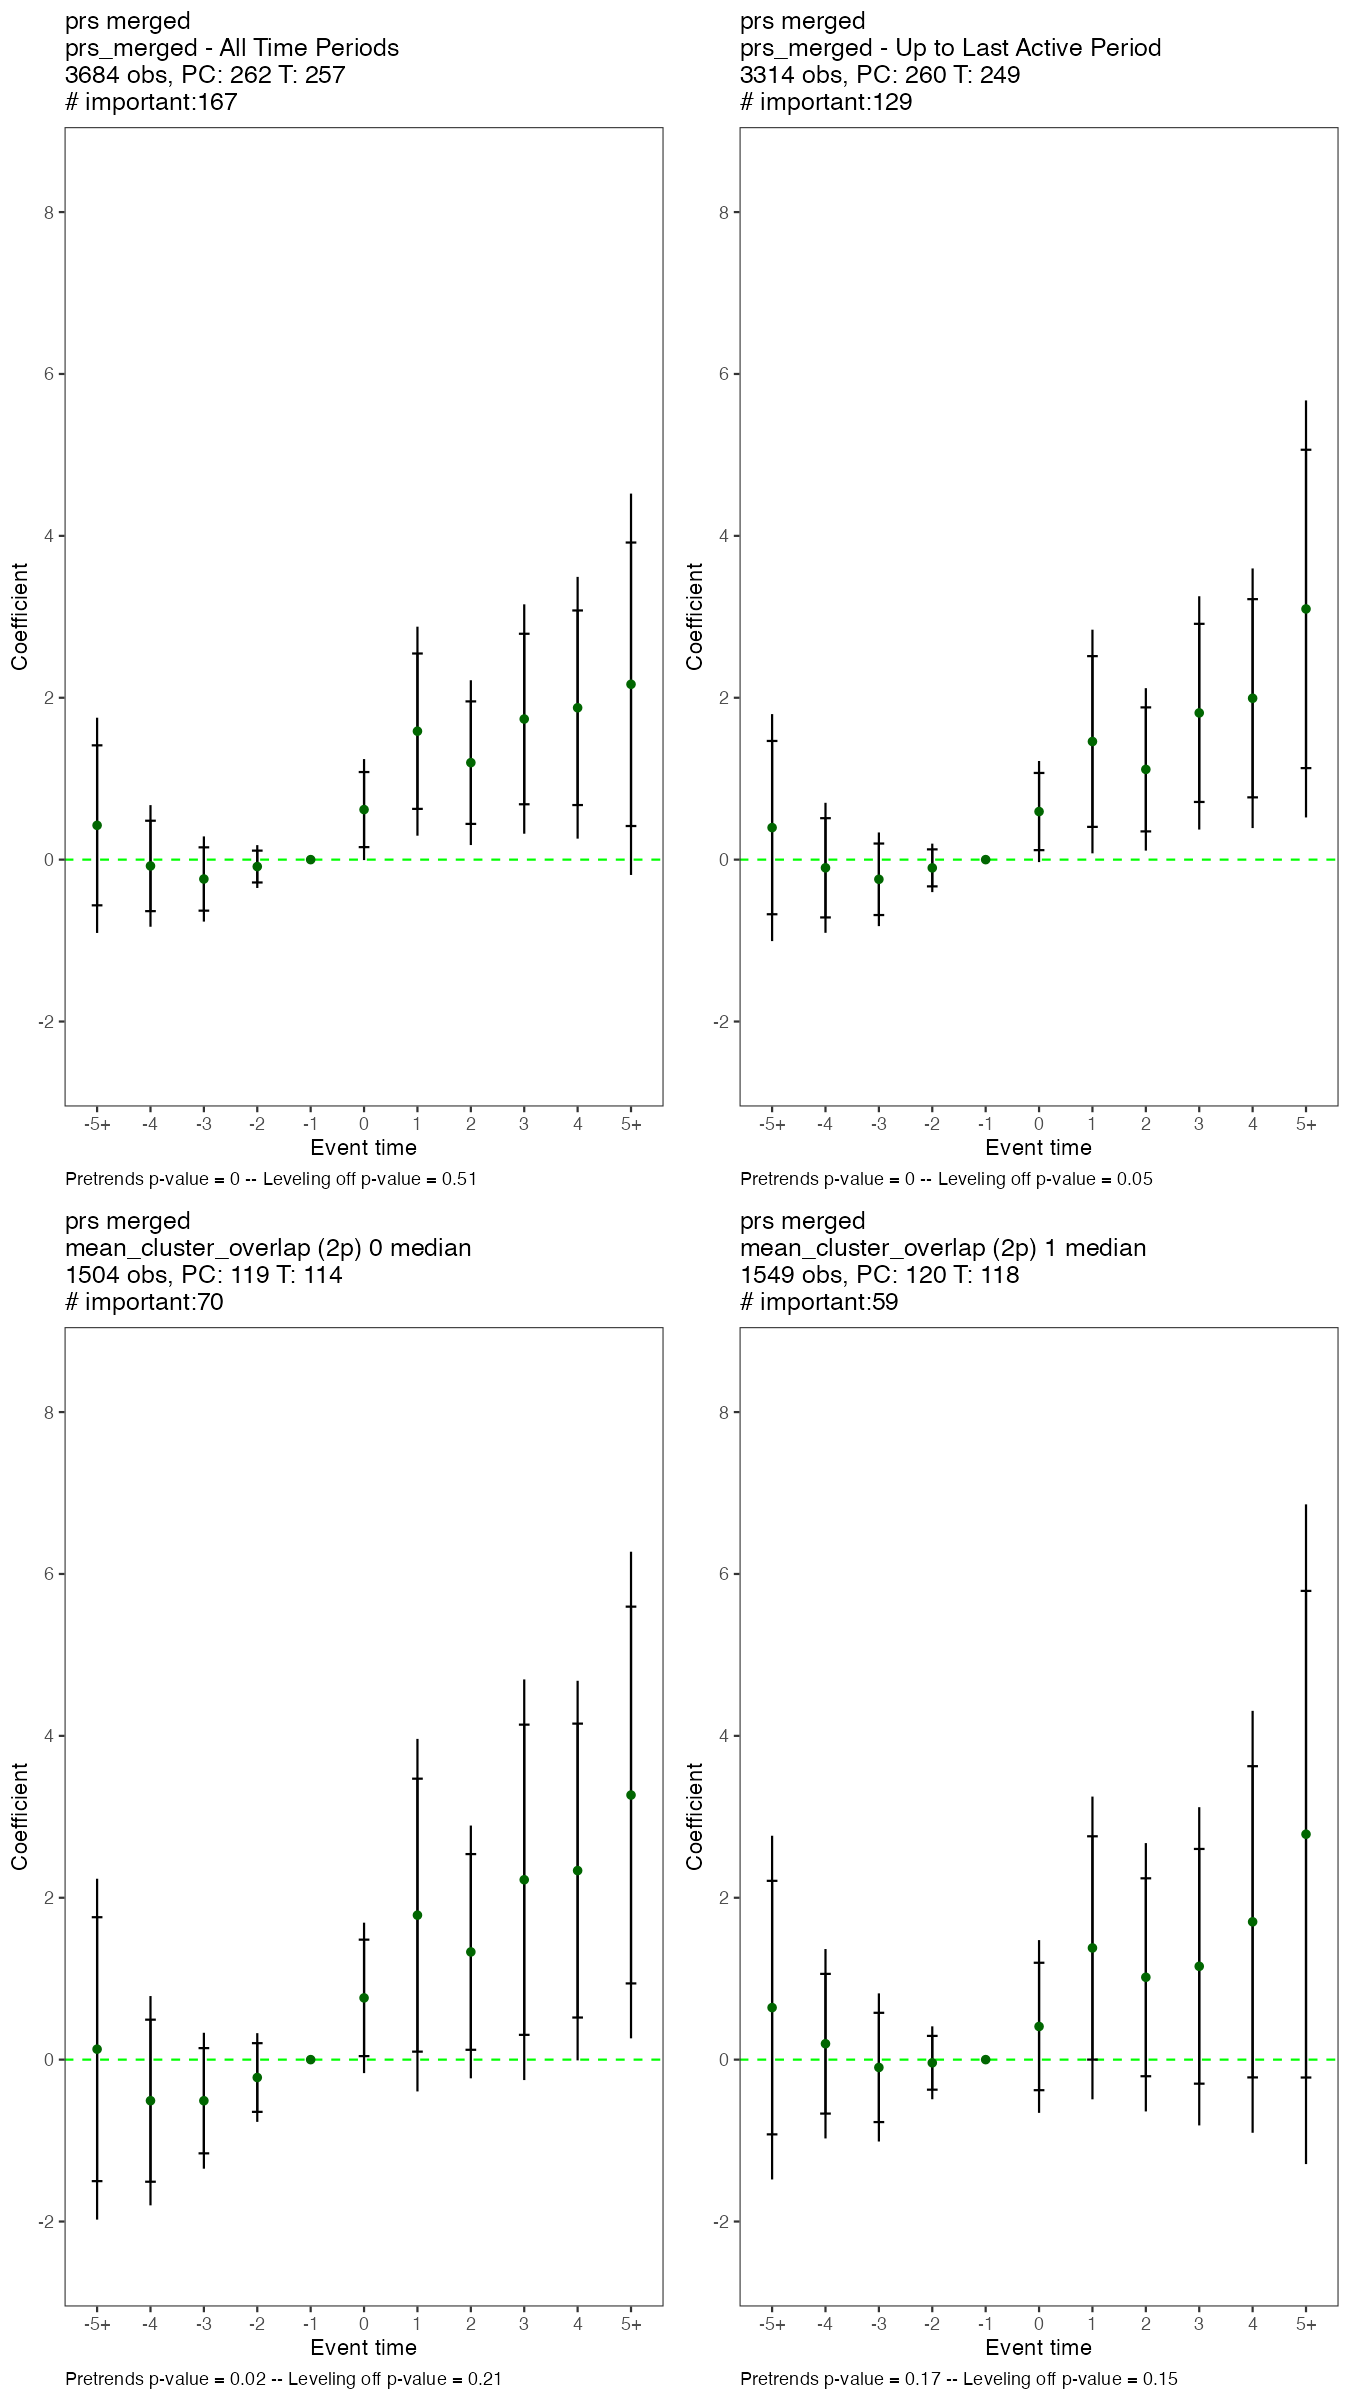 prs merged
prs_merged - All Time Periods
3684 obs, PC: 262 T: 257
# important:167
8
6
4
2
0
-2
Coefficient
-5+ -4 -3 -2 -1 0 1 2 3 4 5+
Event time
Pretrends p-value = 0 -- Leveling off p-value = 0.51
prs merged
prs_merged - Up to Last Active Period
3314 obs, PC: 260 T: 249
# important:129
8
6
4
2
0
-2
Coefficient
-5+ -4 -3 -2 -1 0 1 2 3 4 5+
Event time
Pretrends p-value = 0 -- Leveling off p-value = 0.05
prs merged
mean_cluster_overlap (2p) 0 median
1504 obs, PC: 119 T: 114
# important:70
8
6
4
2
0
-2
Coefficient
-5+ -4 -3 -2 -1 0 1 2 3 4 5+
Event time
Pretrends p-value = 0.02 -- Leveling off p-value = 0.21
prs merged
mean_cluster_overlap (2p) 1 median
1549 obs, PC: 120 T: 118
# important:59
8
6
4
2
0
-2
Coefficient
-5+ -4 -3 -2 -1 0 1 2 3 4 5+
Event time
Pretrends p-value = 0.17 -- Leveling off p-value = 0.15